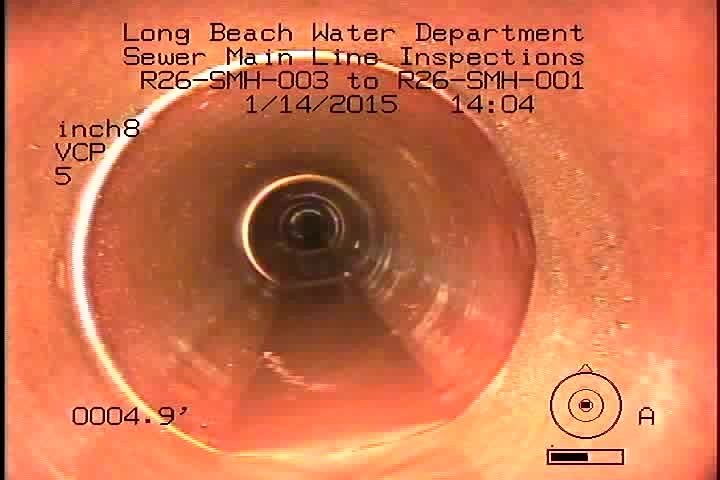 Long Beach Water Department
Sewer Main Line Inspections
R26-SMH-003 to R26-SMH-001
1/14/2015 14:04
inch8
VCP
5
0004.9'
A